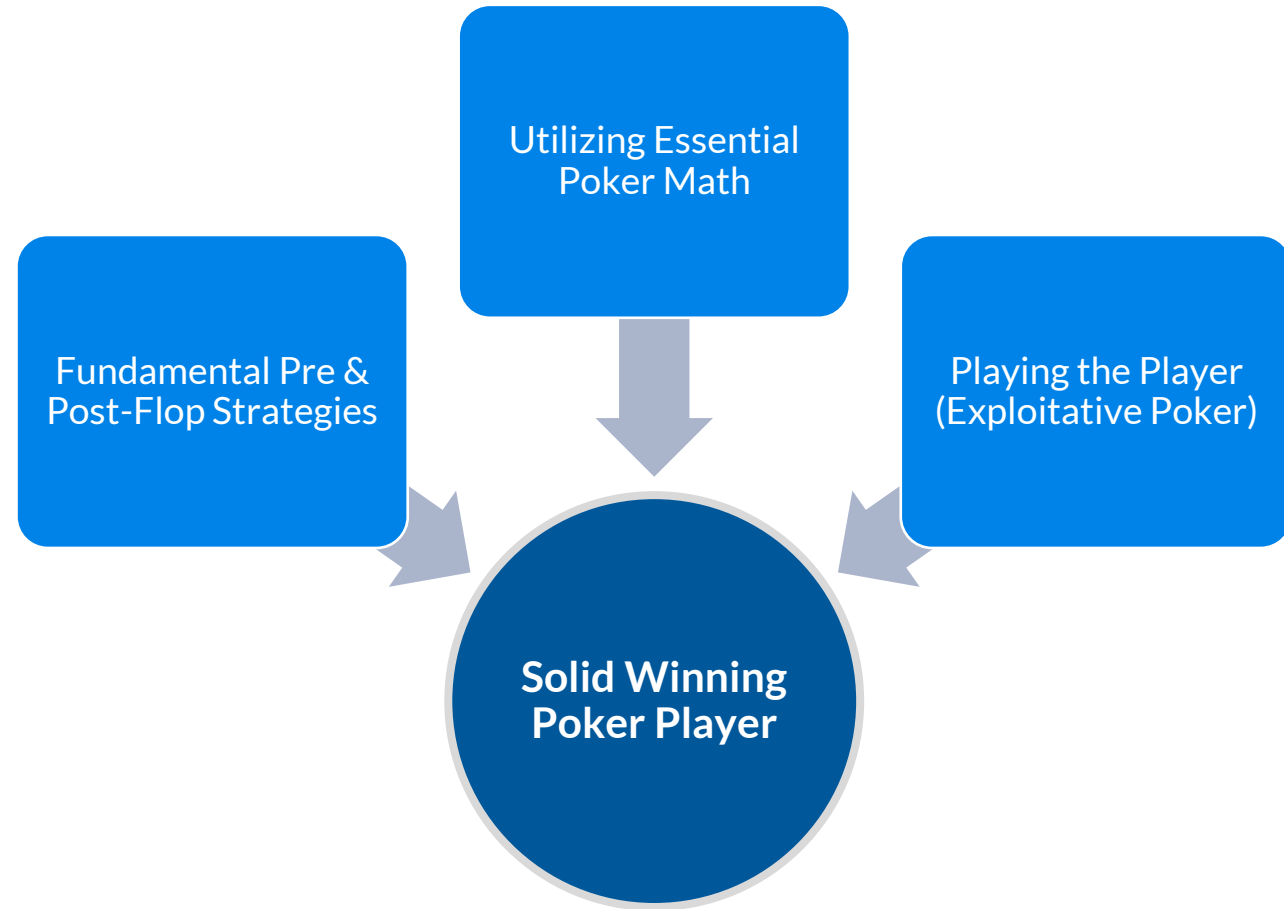 Utilizing Essential
Poker Math
Fundamental Pre &
Post-Flop Strategies
Playing the Player
(Exploitative Poker)
Solid Winning
Poker Player